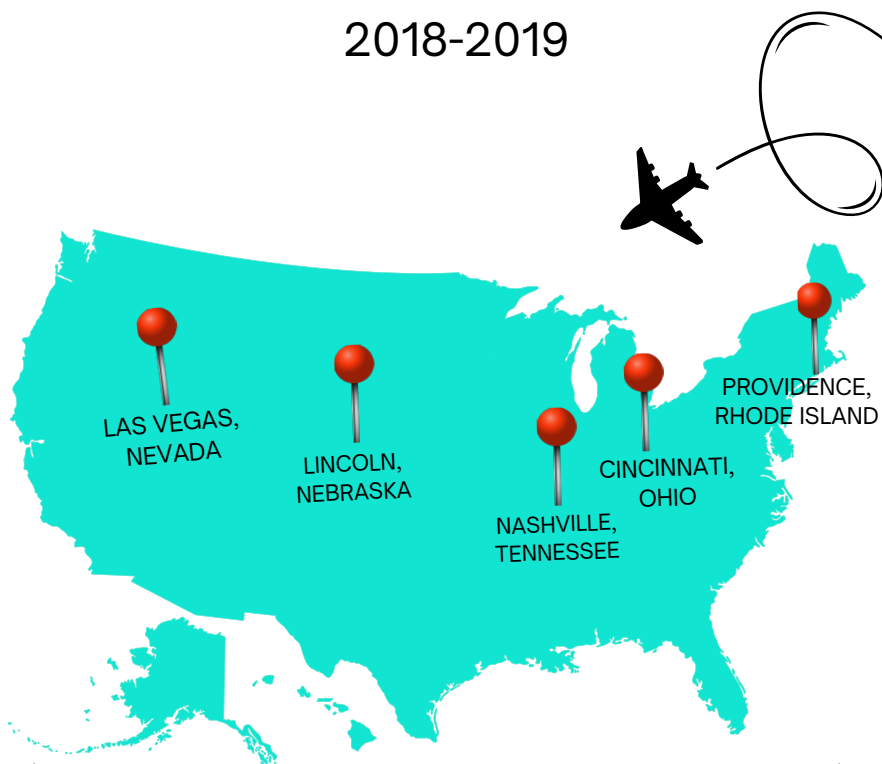 2018-2019
LAS VEGAS,
NEVADA
LINCOLN,
NEBRASKA
NASHVILLE,
TENNESSEE
CINCINNATI,
OHIO
PROVIDENCE,
RHODE ISLAND